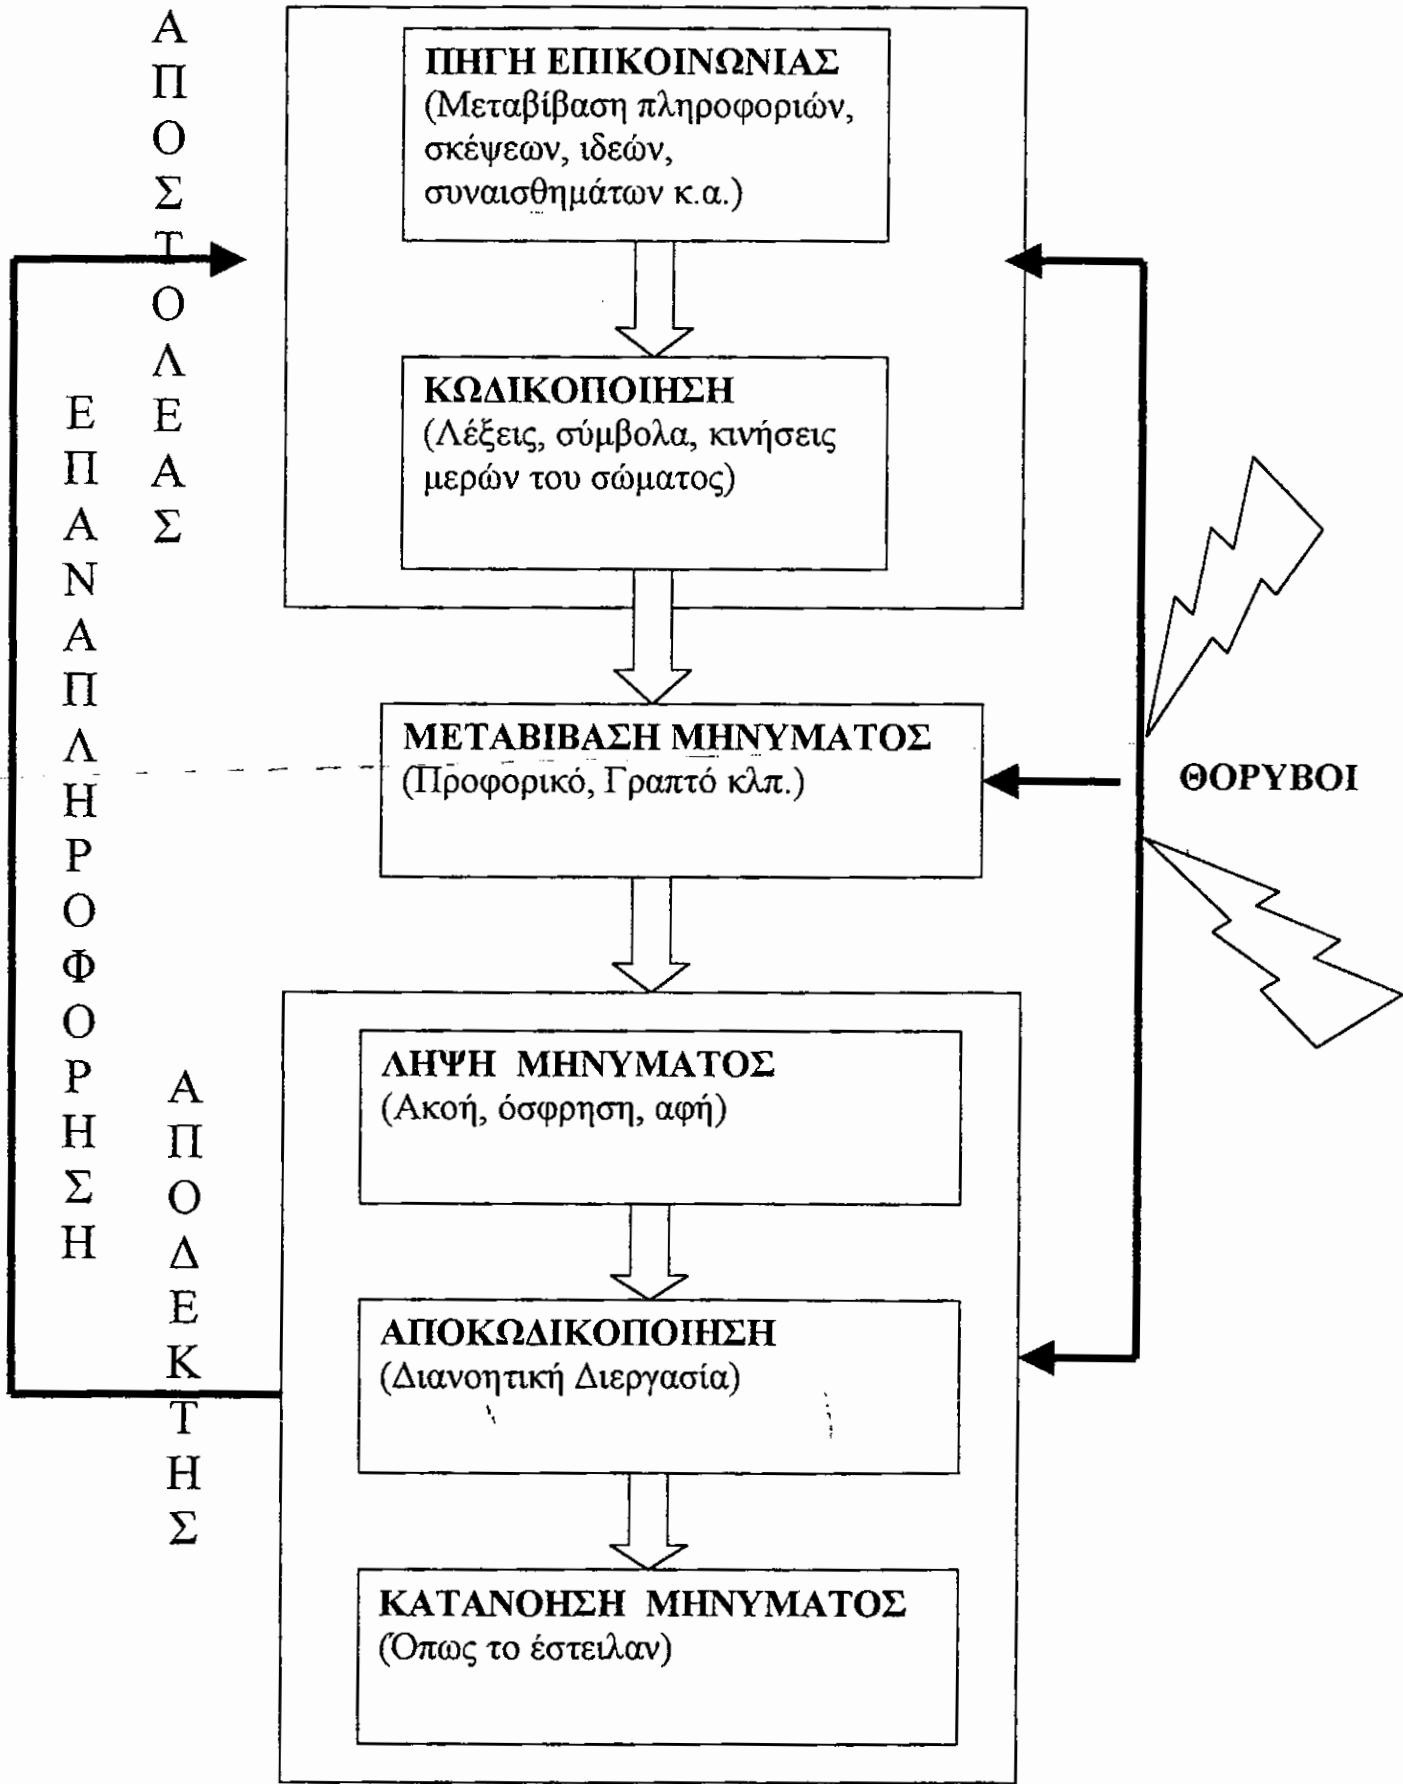 ΑΠΟΣΤΟΛΕΑΣ
ΠΗΓΗ ΕΠΙΚΟΙΝΩΝΙΑΣ
(Μεταβίβαση πληροφοριών,
σκέψεων, ιδεών,
συναισθημάτων κ.α.)
ΚΩΔΙΚΟΠΟΙΗΣΗ
(Λέξεις, σύμβολα, κινήσεις
μερών του σώματος)
ΕΠΑΝΑΠΛΗΡΟΦΟΡΗΣΗ
ΜΕΤΑΒΙΒΑΣΗ ΜΗΝΥΜΑΤΟΣ
(Προφορικό, Γραπτό κλπ.)
ΘΟΡΥΒΟΙ
ΑΠΟΔΕΚΤΗΣ
ΛΗΨΗ ΜΗΝΥΜΑΤΟΣ
(Ακοή, όσφρηση, αφή)
ΑΠΟΚΩΔΙΚΟΠΟΙΗΣΗ
(Διανοητική Διεργασία)
ΚΑΤΑΝΟΗΣΗ ΜΗΝΥΜΑΤΟΣ
(Όπως το έστειλαν)